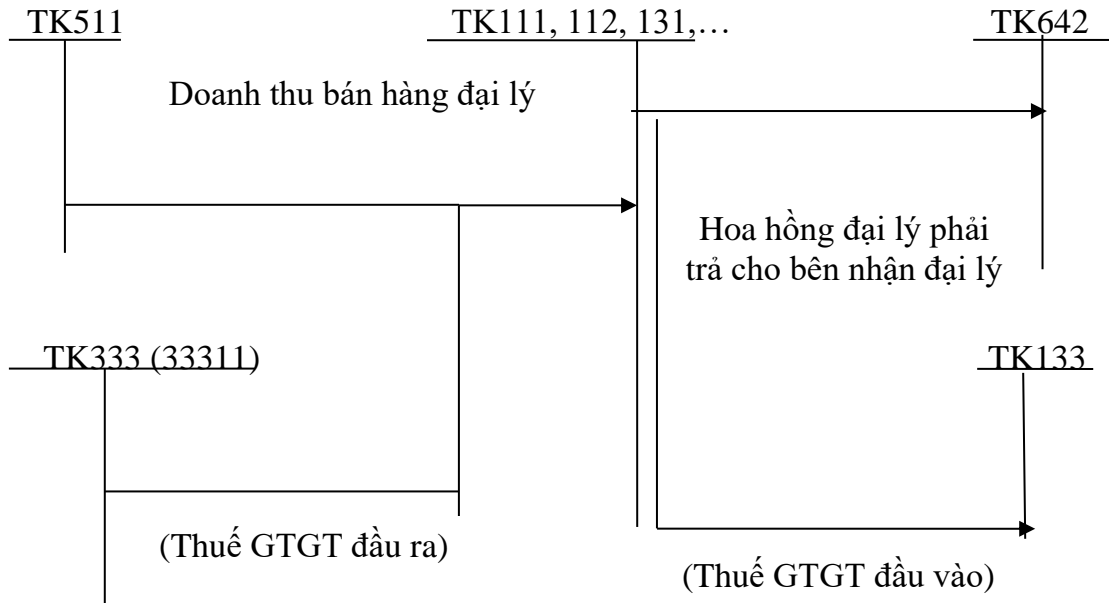 TK511
TK111, 112, 131,…
TK642
Doanh thu bán hàng đại lý
Hoa hồng đại lý phải
trả cho bên nhận đại lý
TK333 (33311)
TK133
(Thuế GTGT đầu ra)
(Thuế GTGT đầu vào)